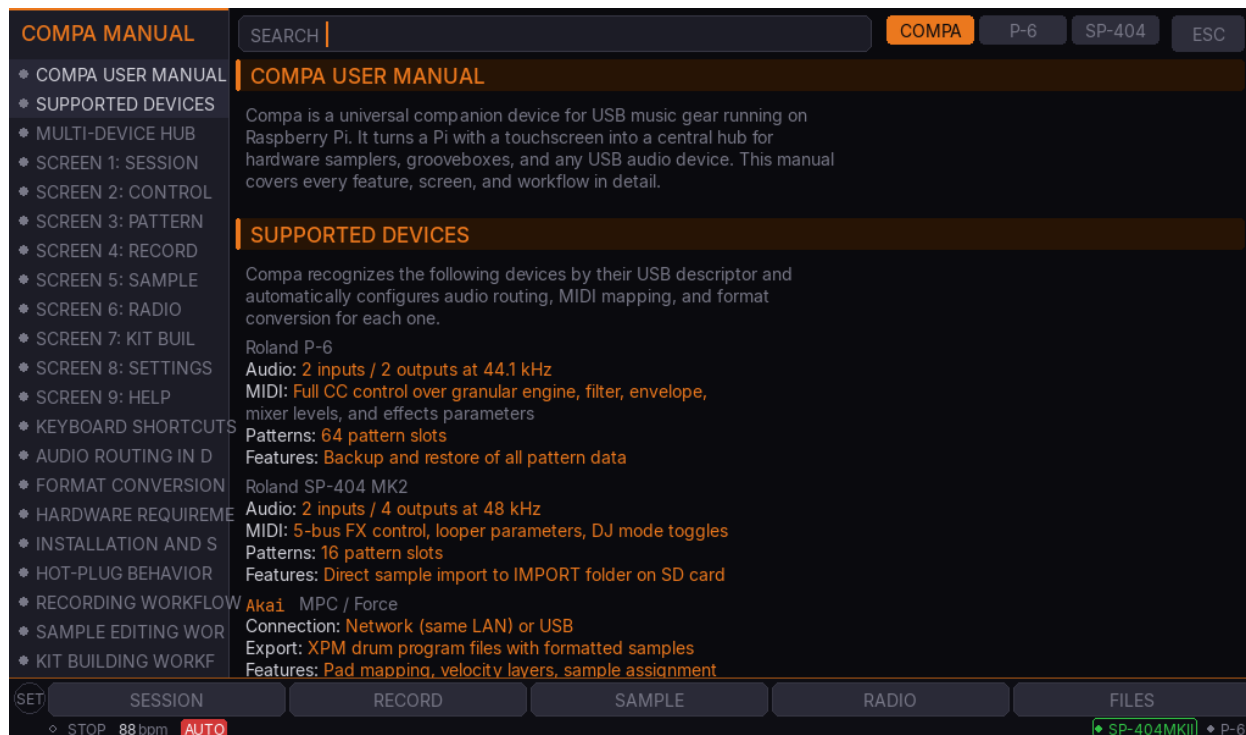 COMPA MANUAL
SEARCH
COMPA
P-6
SP-404
ESC
COMPA USER MANUAL
SUPPORTED DEVICES
MULTI-DEVICE HUB
SCREEN 1: SESSION
SCREEN 2: CONTROL
SCREEN 3: PATTERN
SCREEN 4: RECORD
SCREEN 5: SAMPLE
SCREEN 6: RADIO
SCREEN 7: KIT BUIL
SCREEN 8: SETTINGS
SCREEN 9: HELP
KEYBOARD SHORTCUTS
AUDIO ROUTING IN D
FORMAT CONVERSION
HARDWARE REQUIREME
INSTALLATION AND S
HOT-PLUG BEHAVIOR
RECORDING WORKFLOW
SAMPLE EDITING WOR
KIT BUILDING WORKF
COMPA USER MANUAL
Compa is a universal companion device for USB music gear running on
Raspberry Pi. It turns a Pi with a touchscreen into a central hub for
hardware samplers, grooveboxes, and any USB audio device. This manual
covers every feature, screen, and workflow in detail.
SUPPORTED DEVICES
Compa recognizes the following devices by their USB descriptor and
automatically configures audio routing, MIDI mapping, and format
conversion for each one.
Roland P-6
Audio: 2 inputs / 2 outputs at 44.1 kHz
MIDI: Full CC control over granular engine, filter, envelope,
mixer levels, and effects parameters
Patterns: 64 pattern slots
Features: Backup and restore of all pattern data
Roland SP-404 MK2
Audio: 2 inputs / 4 outputs at 48 kHz
MIDI: 5-bus FX control, looper parameters, DJ mode toggles
Patterns: 16 pattern slots
Features: Direct sample import to IMPORT folder on SD card
Akai MPC / Force
Connection: Network (same LAN) or USB
Export: XPM drum program files with formatted samples
Features: Pad mapping, velocity layers, sample assignment
SET
SESSION
RECORD
SAMPLE
RADIO
FILES
STOP 88 bpm AUTO
SP-404MKII
P-6